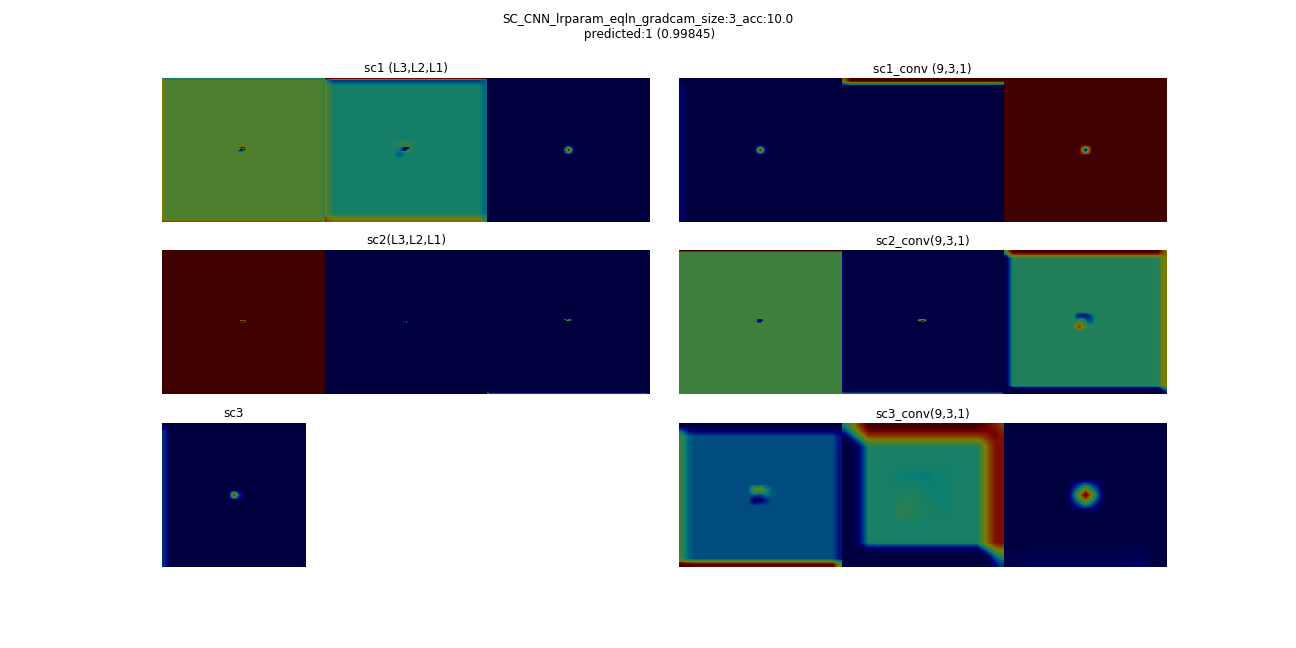 SC_CNN_lrparam_eqln_gradcam_size:3_acc:10.0
predicted:1 (0.99845)
sc1 (L3,L2,L1)
sc1_conv (9,3,1)
sc2(L3,L2,L1)
sc2_conv(9,3,1)
sc3
sc3_conv(9,3,1)